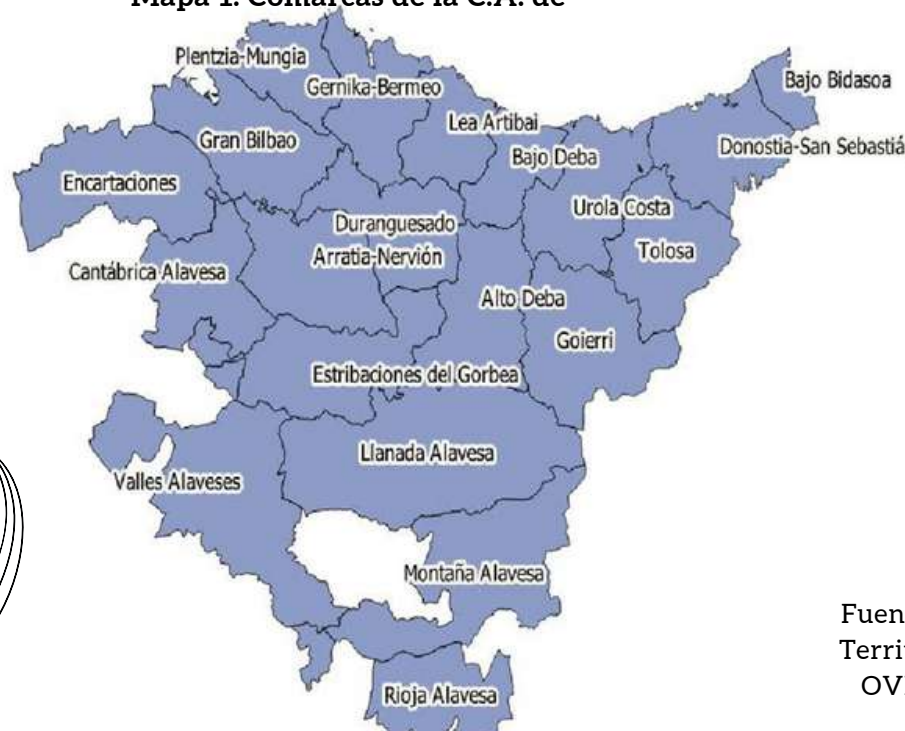 Mapa 1. Comarcas de la C.A. de
Plentzia-Mungia
Bajo Bidasoa
Gernika-Bermeo
Lea Artibai
Gran Bilbao
Donostia-San Sebastiá
Bajo Deba
Encartaciones
Urola Costa
Duranguesado
Tolosa
Arratia-Nervión
Cantábrica Alavesa
Alto Deba
Goierri
Estribaciones del Gorbea
Llanada Alavesa
Valles Alaveses
Montaña Alavesa
Fuen
Territ
OV
Rioja Alavesa